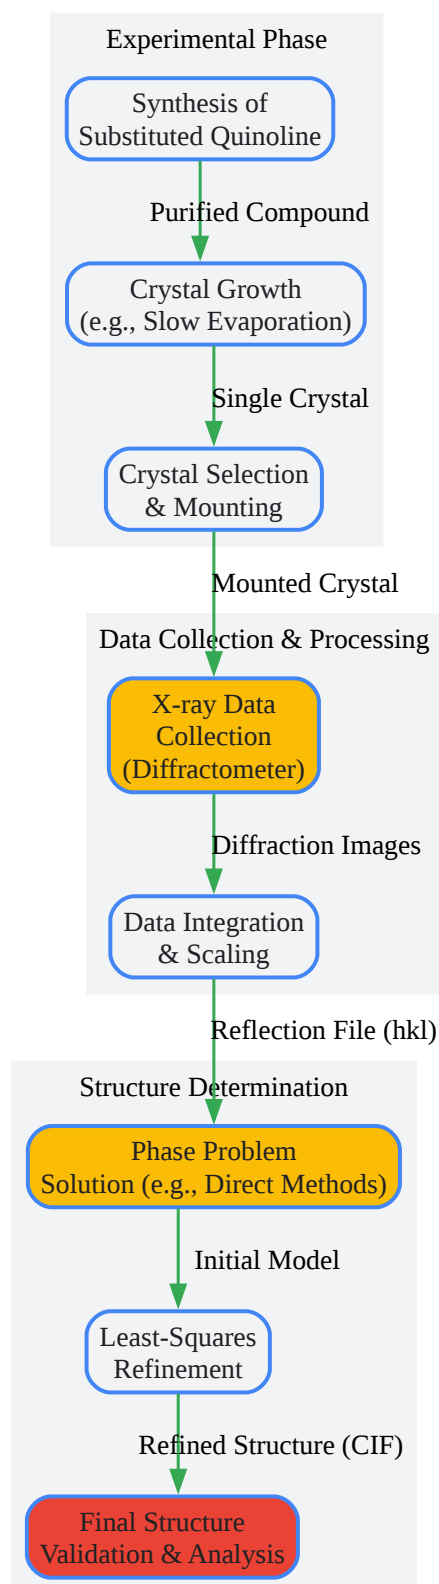 Experimental Phase
Synthesis of
Substituted Quinoline
Purified Compound
Crystal Growth
(e.g., Slow Evaporation)
Single Crystal
Crystal Selection
& Mounting
Mounted Crystal
Data Collection & Processing
X-ray Data
Collection
(Diffractometer)
Diffraction Images
Data Integration
& Scaling
Reflection File (hkl)
Structure Determination
Phase Problem
Solution (e.g., Direct Methods)
Initial Model
Least-Squares
Refinement
Refined Structure (CIF)
Final Structure
Validation & Analysis